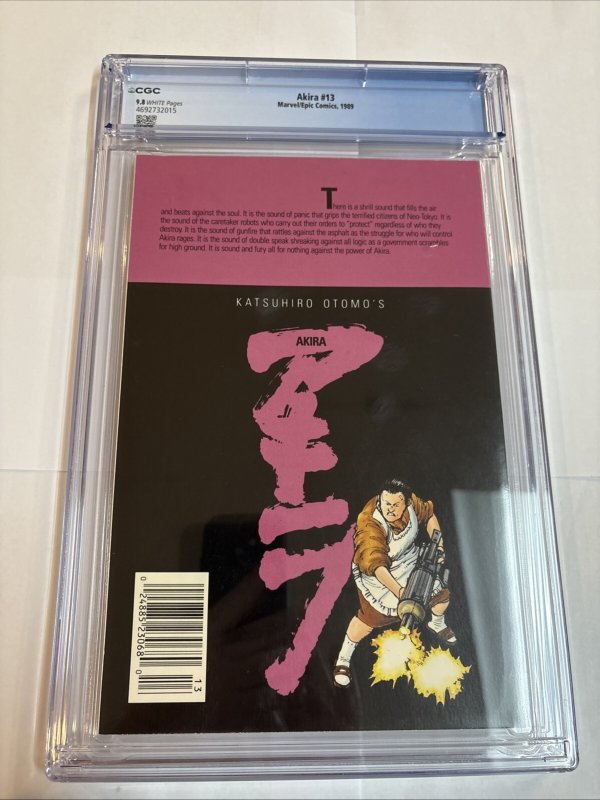 CGC
9.8 WHITE Pages
4692732015
Akira #13
Marvel/Epic Comics, 1989
There is a shrill sound that fills the air
and beats against the soul. It is the sound of panic that grips the terrified citizens of Neo-Tokyo. It is
the sound of the caretaker robots who carry out their orders to "protect" regardless of who they
destroy. It is the sound of gunfire that rattles against the asphalt as the struggle for who will control
Akira rages. It is the sound of double speak shreaking against all logic as a government scrambles
for high ground. It is sound and fury all for nothing against the power of Akira.
KATSUHIRO OTOMO'S
AKIRA
アキラ
0 24885 23068 0
13